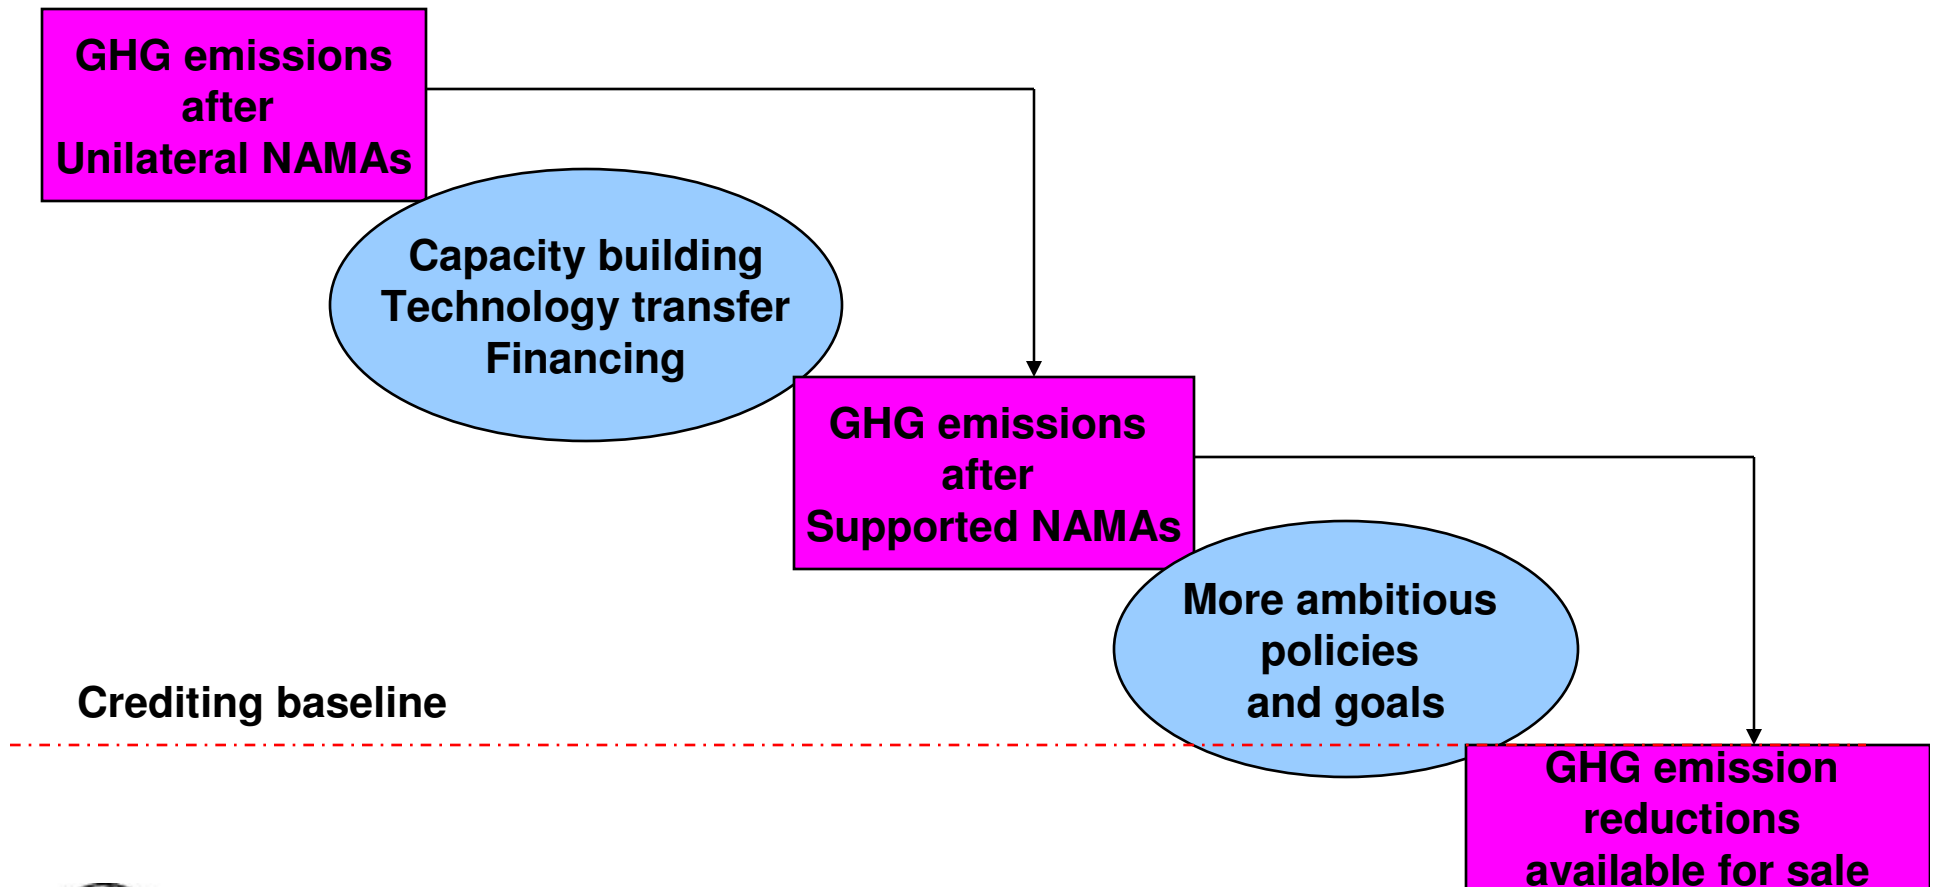 GHG emissions
after
Unilateral NAMAs
Capacity building
Technology transfer
Financing
GHG emissions
after
Supported NAMAs
More ambitious
policies
and goals
Crediting baseline
GHG emission
reductions
available for sale